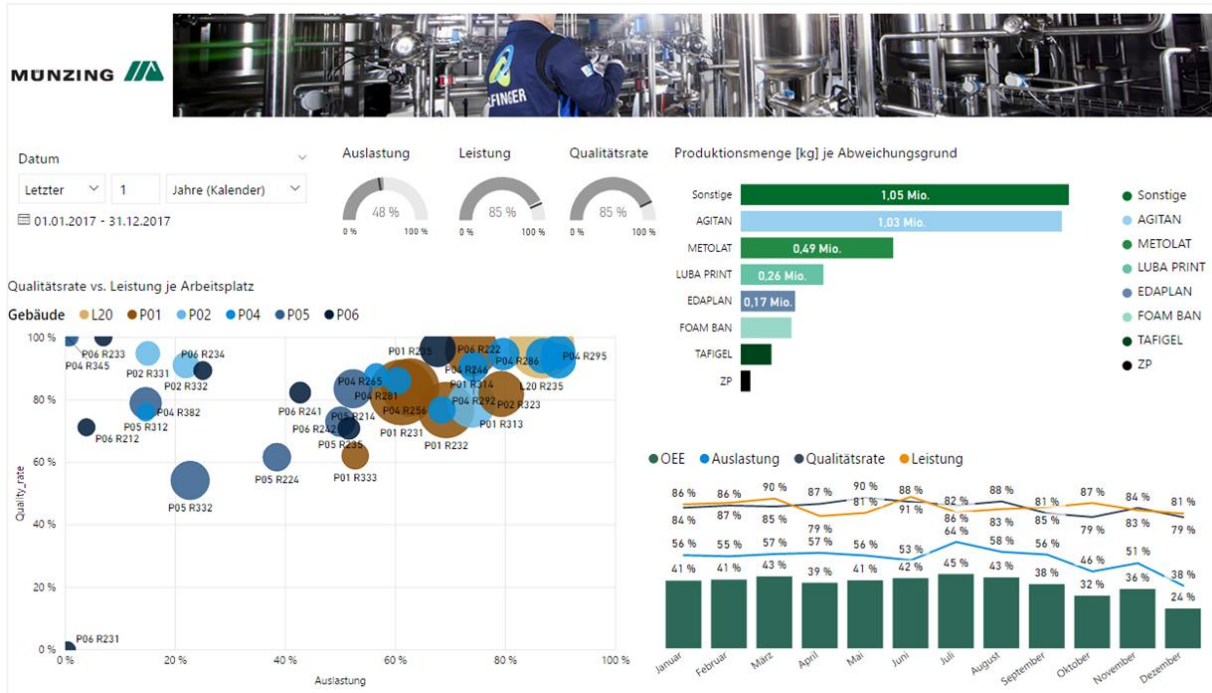 MÜNZING
LFINGER
Datum
Letzter
1
Jahre (Kalender)
01.01.2017 - 31.12.2017
Auslastung
48 %
0 %
100 %
Leistung
85 %
0 %
100 %
Qualitätsrate
85 %
0 %
100 %
Produktionsmenge [kg] je Abweichungsgrund
Sonstige
1,05 Mio.
AGITAN
1,03 Mio.
METOLAT
0,49 Mio.
LUBA PRINT
0,26 Mio.
EDAPLAN
0,17 Mio.
FOAM BAN
TAFIGEL
ZP
Sonstige
AGITAN
METOLAT
LUBA PRINT
EDAPLAN
FOAM BAN
TAFIGEL
ZP
Qualitätsrate vs. Leistung je Arbeitsplatz
Gebäude L20 P01 P02 P04 P05 P06
Quality_rate
100 %
80 %
60 %
40 %
20 %
0 %
P06 R233
P04 R345
P02 R331
P06 R234
P02 R332
P04 R382
P05 R312
P06 R212
P05 R332
P05 R224
P06 R241
P04 R265
P04 R281
P05 R214
P06 R242
P05 R235
P01 R333
P01 R235
P04 R256
P01 R231
P01 R232
P06 R222
P04 R246
P01 R314
P04 R292
P01 R313
P02 R323
P04 R286
L20 R235
P04 R295
P06 R231
0 %
20 %
40 %
60 %
80 %
100 %
Auslastung
OEE Auslastung Qualitätsrate Leistung
86 % 86 % 90 % 87 % 90 % 88 % 82 % 88 % 81 % 87 % 84 % 81 %
84 % 87 % 85 % 79 % 81 % 91 % 86 % 83 % 85 % 79 % 83 % 79 %
56 % 55 % 57 % 57 % 56 % 53 % 64 % 58 % 56 % 46 % 51 % 38 %
41 % 41 % 43 % 39 % 41 % 42 % 45 % 43 % 38 % 32 % 36 % 24 %
Januar Februar März April Mai Juni Juli August September Oktober November Dezember